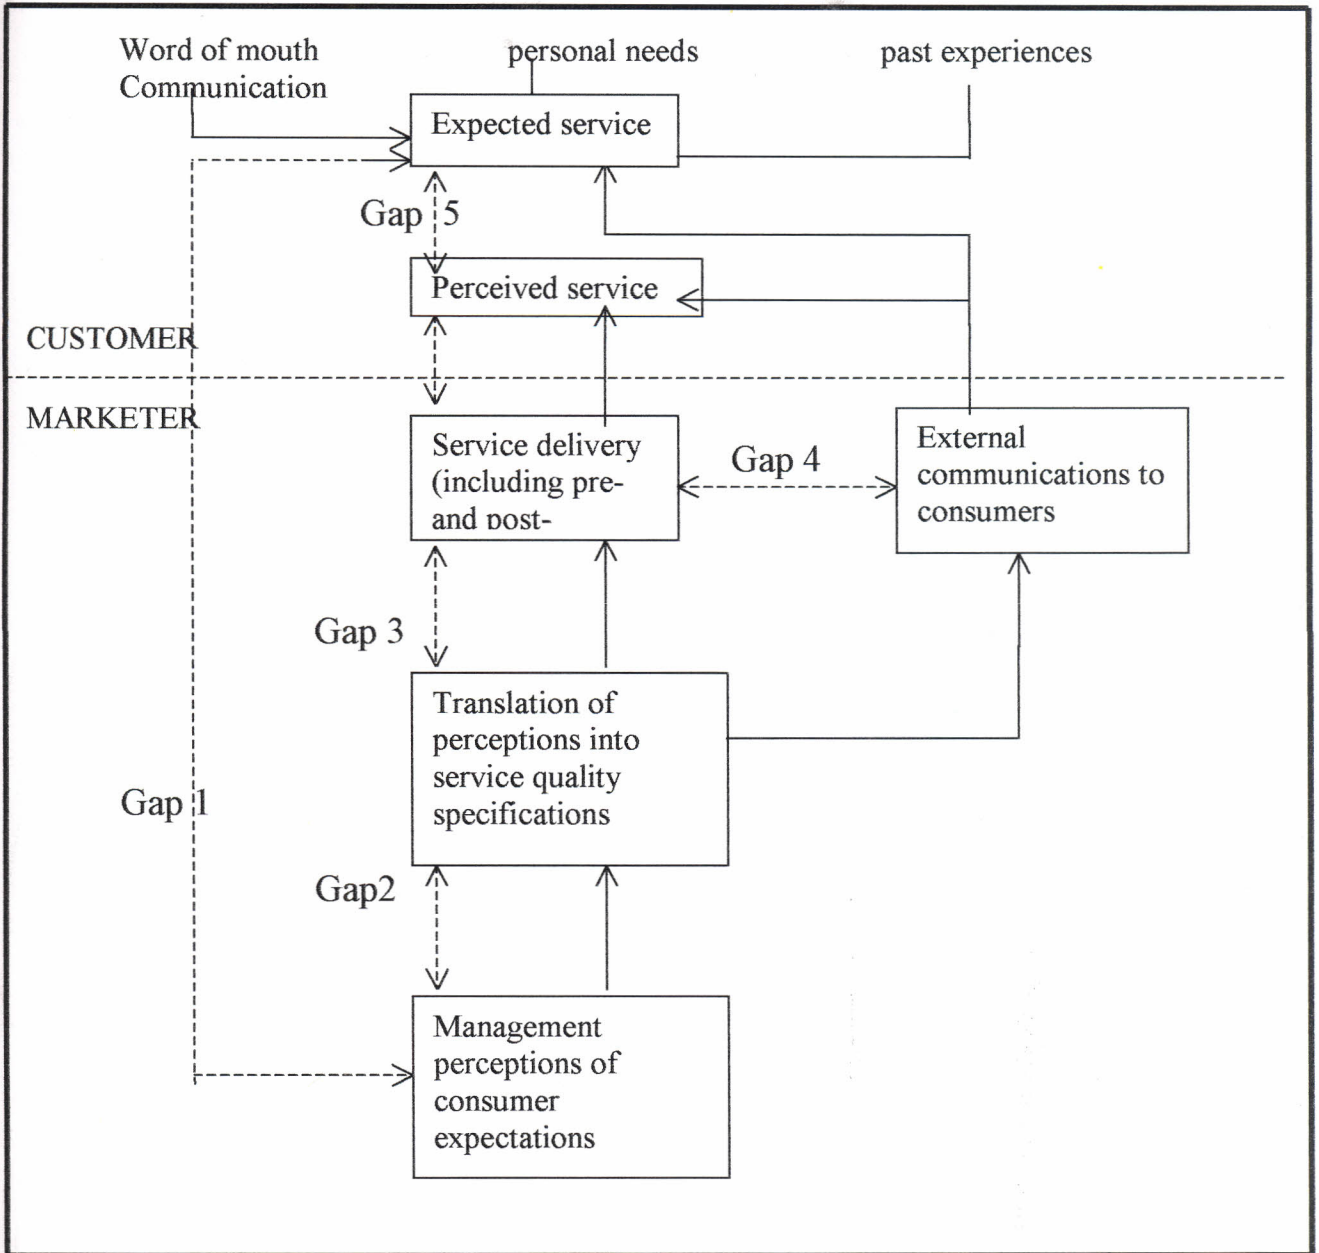 Word of mouth
Communication
personal needs
past experiences
Expected service
Gap 5
Perceived service
CUSTOMER
MARKETER
Service delivery
(including pre-
and post-
Gap 4
External
communications to
consumers
Gap 3
Translation of
perceptions into
service quality
specifications
Gap 1
Gap2
Management
perceptions of
consumer
expectations